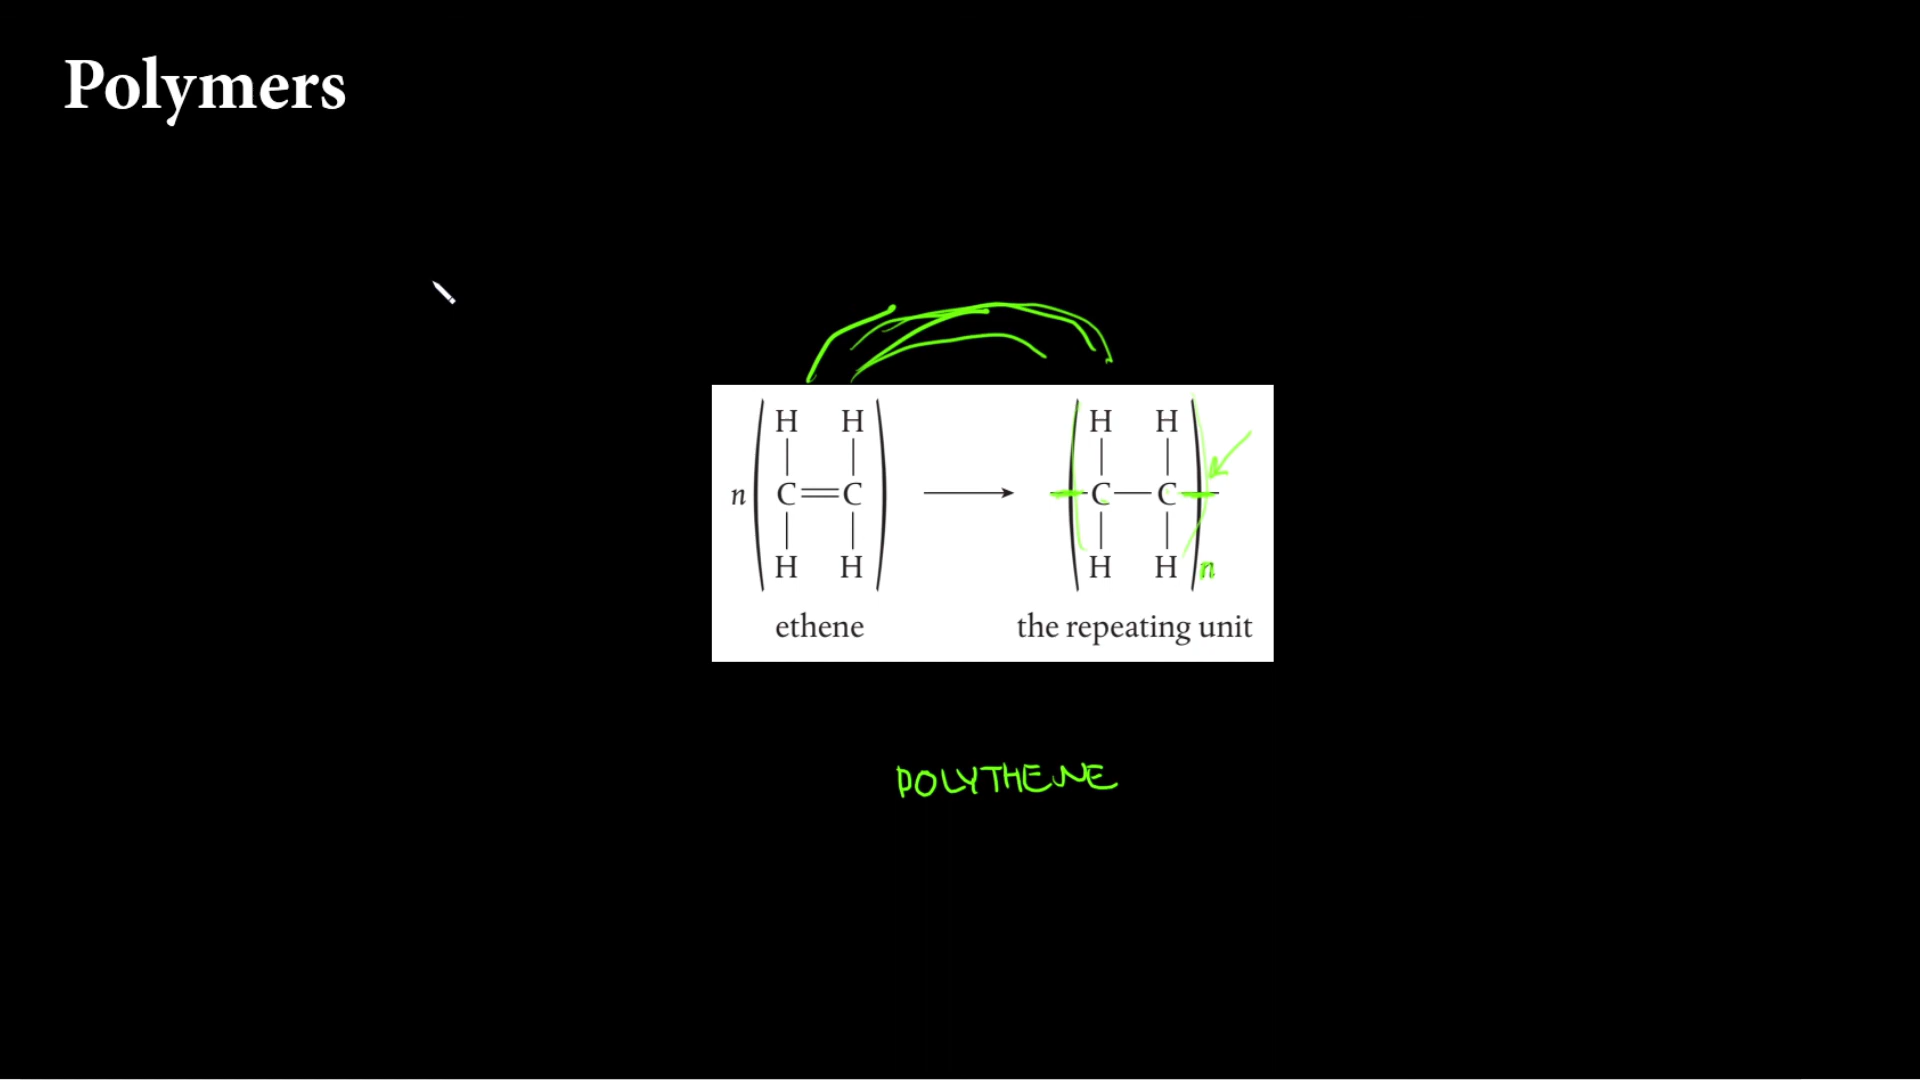 Polymers
H H H H
n C=C → C—C
H H H H n
ethene the repeating unit
POLYTHENE